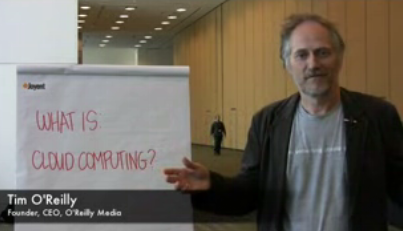 Joyent
WHAT IS
CLOUD COMPUTING?
Tim O'Reilly
Founder, CEO, O'Reilly Media